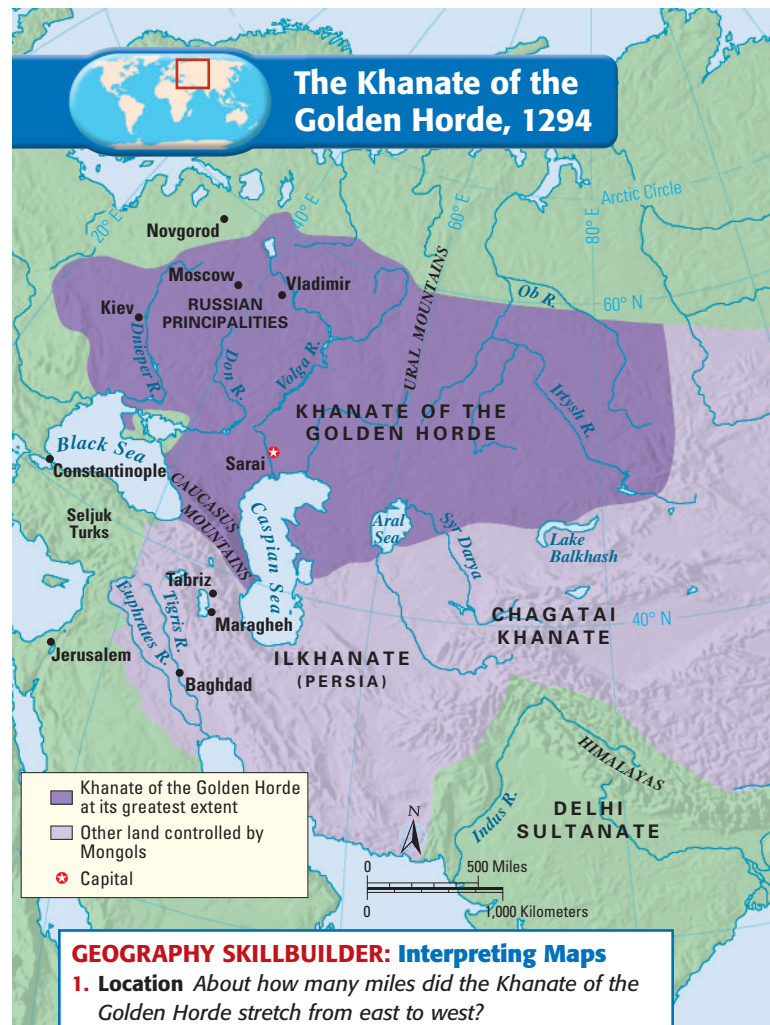 The Khanate of the
Golden Horde, 1294
Arctic Circle
20° E
40° E
60° E
80° E
60° N
40° N
Novgorod
Moscow
Vladimir
RUSSIAN
PRINCIPALITIES
Kiev
Dnieper R.
Don R.
Volga R.
URAL MOUNTAINS
Ob R.
Irtysh R.
KHANATE OF THE
GOLDEN HORDE
Black Sea
Constantinople
Sarai
CAUCASUS
MOUNTAINS
Caspian Sea
Aral
Sea
Syr Darya
Lake
Balkhash
Seljuk
Turks
Tabriz
Maragheh
Euphrates R.
Tigris R.
CHAGATAI
KHANATE
Jerusalem
Baghdad
ILKHANATE
(PERSIA)
HIMALAYAS
Indus R.
DELHI
SULTANATE
Khanate of the Golden Horde
at its greatest extent
Other land controlled by
Mongols
Capital
N
0
500 Miles
0
1,000 Kilometers
GEOGRAPHY SKILLBUILDER: Interpreting Maps
1. Location About how many miles did the Khanate of the
Golden Horde stretch from east to west?